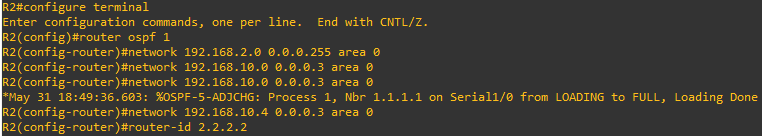 R2#configure terminal
Enter configuration commands, one per line.  End with CNTL/Z.
R2(config)#router ospf 1
R2(config-router)#network 192.168.2.0 0.0.0.255 area 0
R2(config-router)#network 192.168.10.0 0.0.0.3 area 0
R2(config-router)#network 192.168.10.0 0.0.0.3 area 0
*May 31 18:49:36.603: %OSPF-5-ADJCHG: Process 1, Nbr 1.1.1.1 on Serial1/0 from LOADING to FULL, Loading Done
R2(config-router)#network 192.168.10.4 0.0.0.3 area 0
R2(config-router)#router-id 2.2.2.2